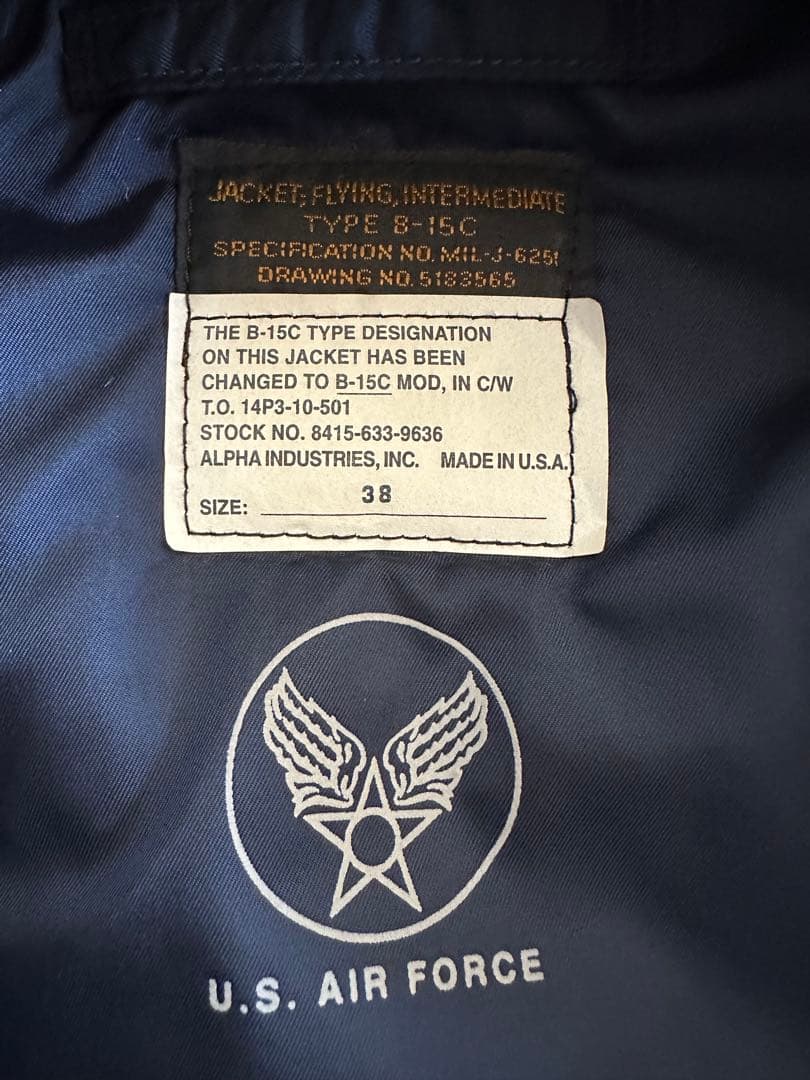 JACKET, FLYING, INTERMEDIATE
TYPE B-15C
SPECIFICATION NO. MIL-J-6251
DRAWING NO. 5183565
THE B-15C TYPE DESIGNATION
ON THIS JACKET HAS BEEN
CHANGED TO B-15C MOD, IN C/W
T.O. 14P3-10-501
STOCK NO. 8415-633-9636
ALPHA INDUSTRIES, INC. MADE IN U.S.A.
SIZE: 38
U.S. AIR FORCE